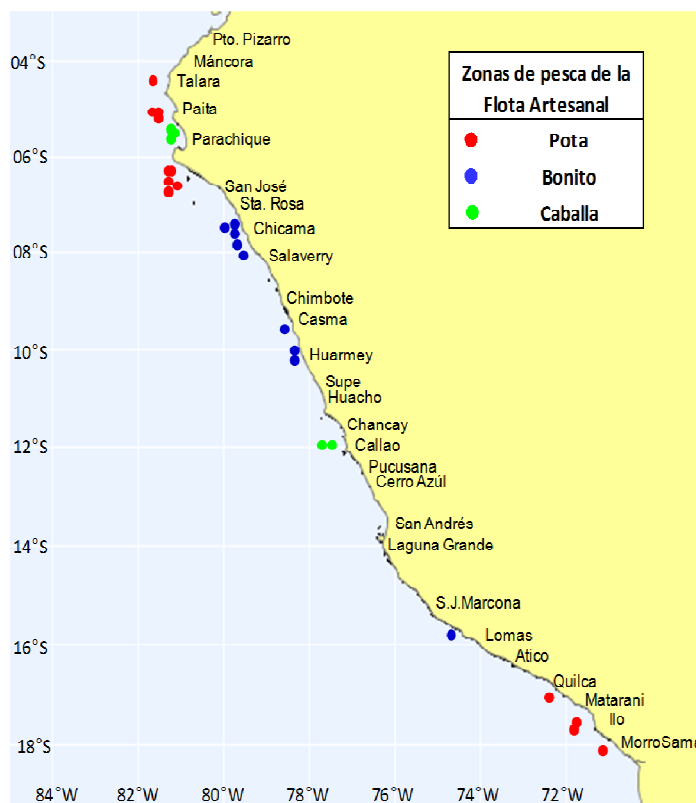 Pto. Pizarro
Máncora
Talara
Paita
Parachique
San José
Sta. Rosa
Chicama
Salaverry
Chimbote
Casma
Huarmey
Supe
Huacho
Chancay
Callao
Pucusana
Cerro Azúl
San Andrés
Laguna Grande
S.J.Marcona
Lomas
Atico
Quilca
Matarani
Ilo
MorroSama
Zonas de pesca de la
Flota Artesanal
Pota
Bonito
Caballa
04°S
06°S
08°S
10°S
12°S
14°S
16°S
18°S
84°W 82°W 80°W 78°W 76°W 74°W 72°W